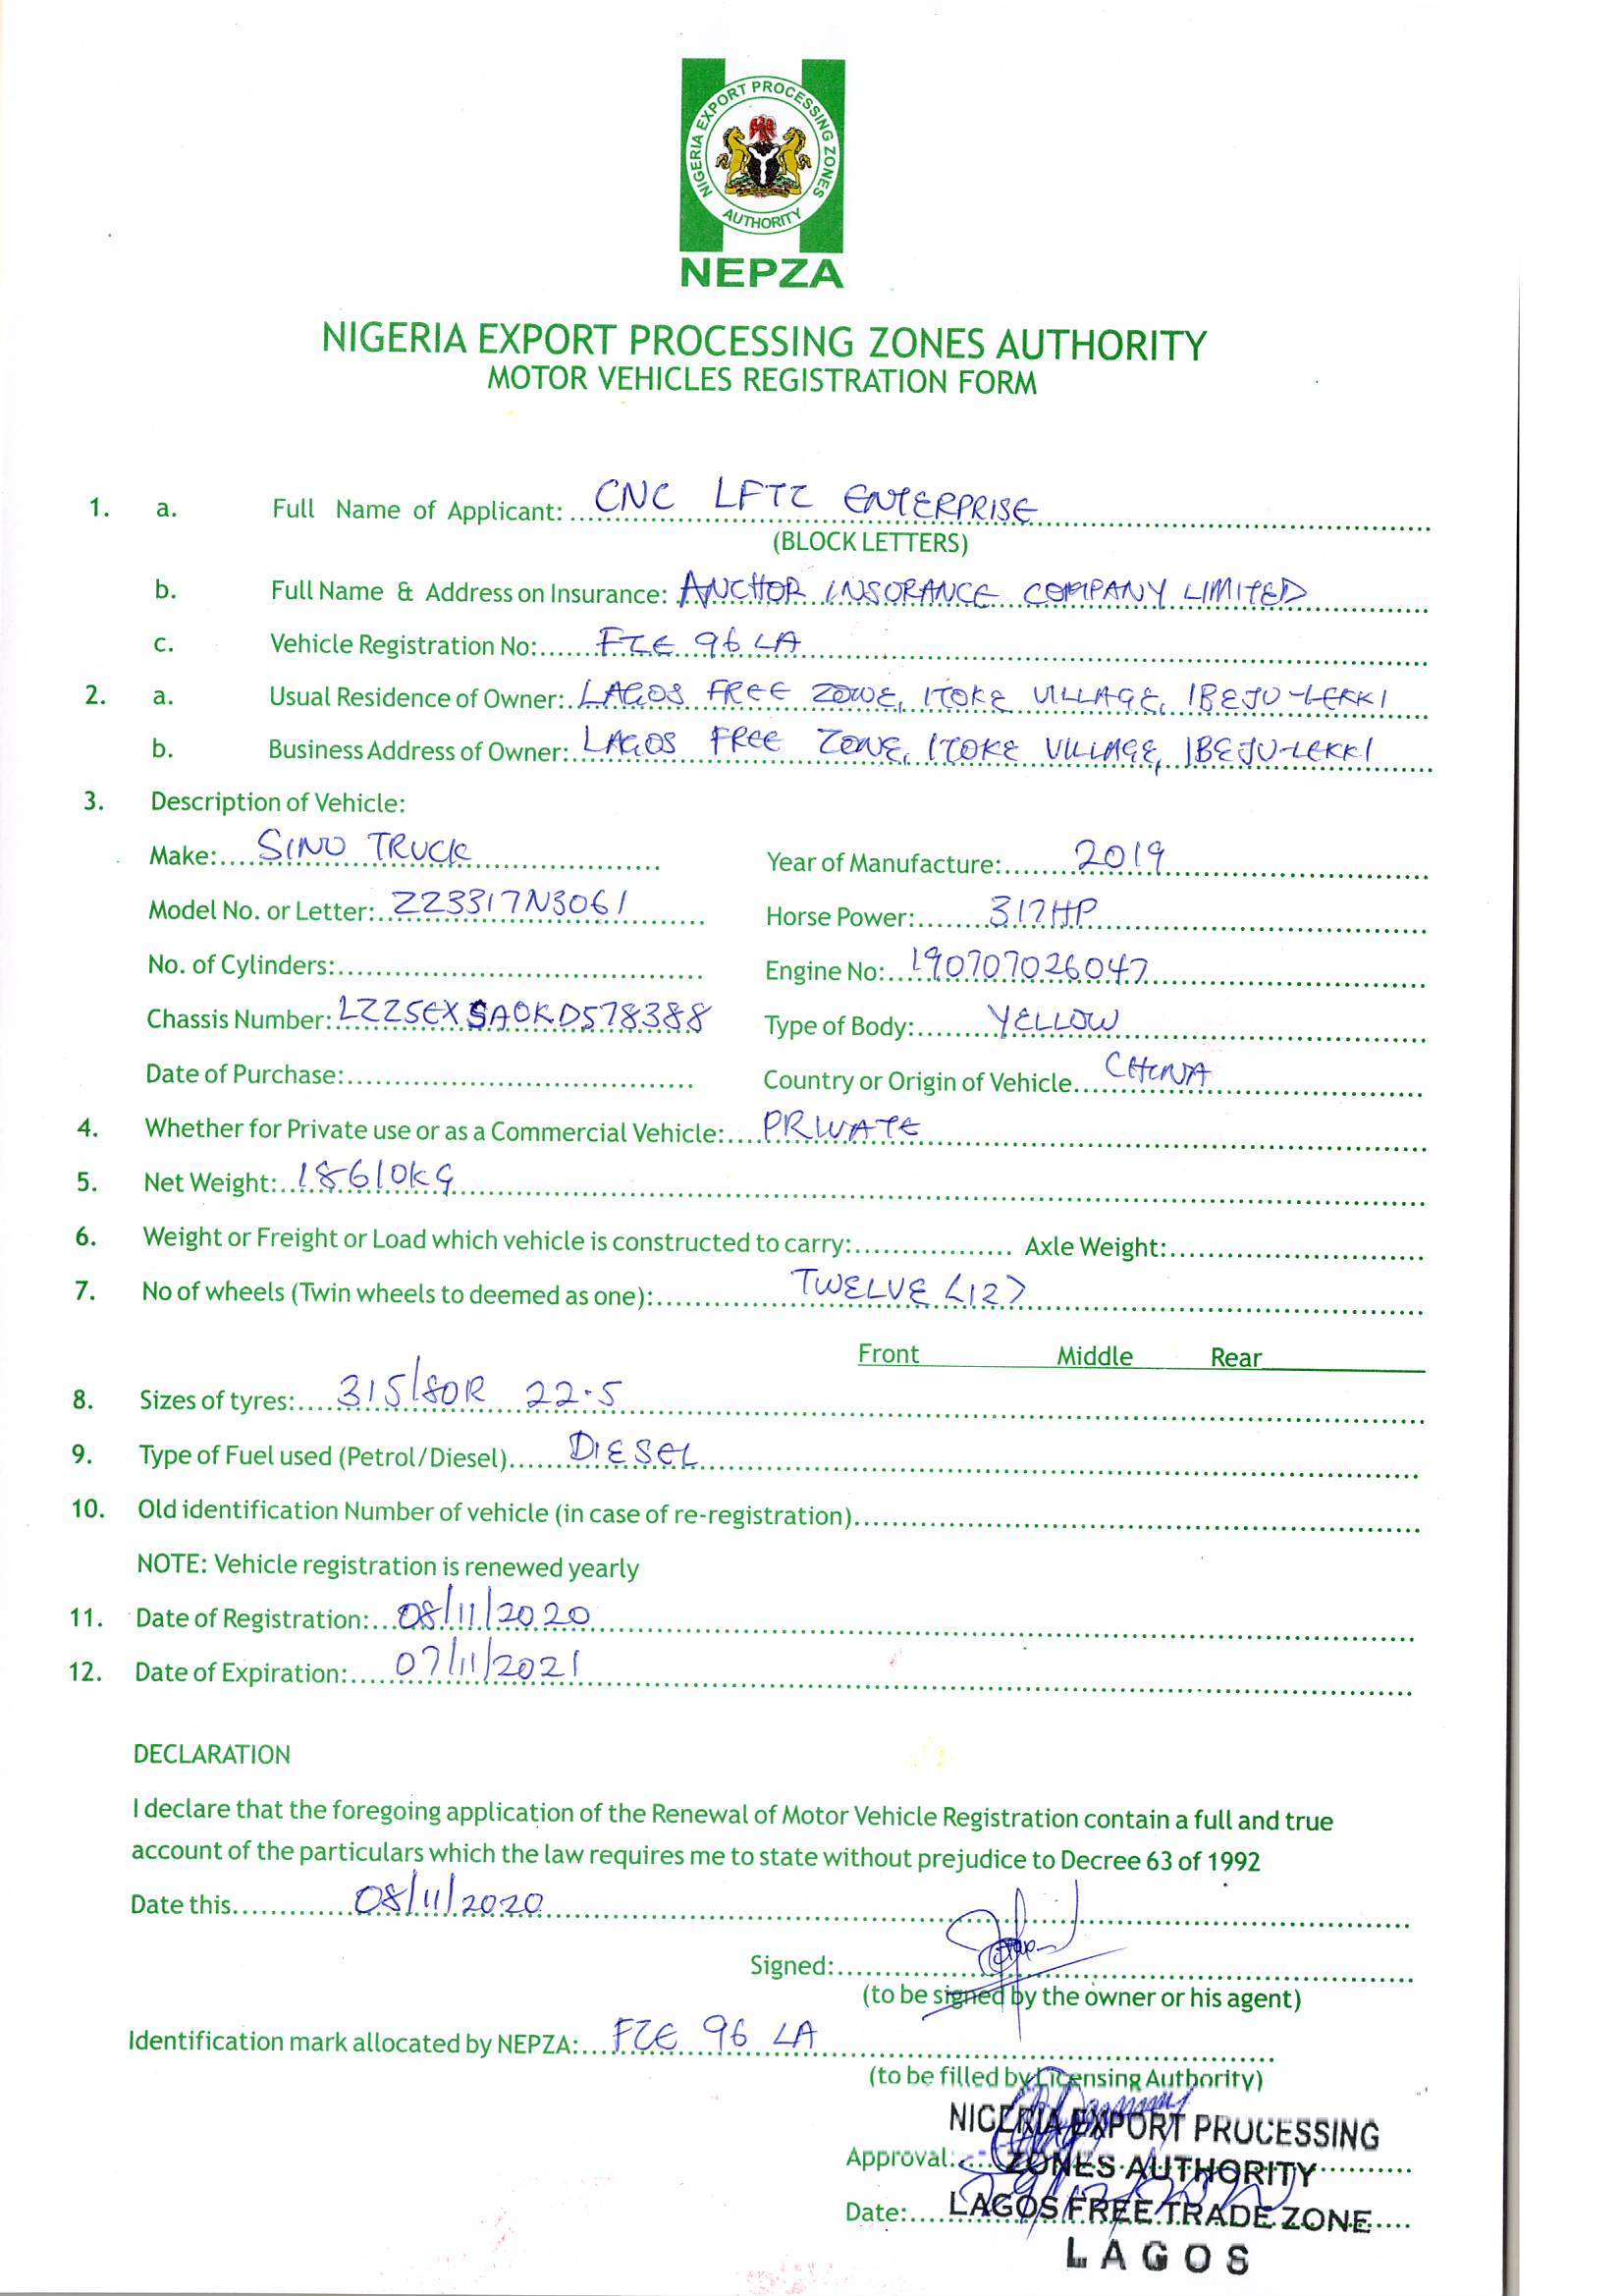 NIGERIA EXPORT PROCESSING ZONES
AUTHORITY
NEPZA
NIGERIA EXPORT PROCESSING ZONES AUTHORITY
MOTOR VEHICLES REGISTRATION FORM
1. a. Full Name of Applicant: CNC LFTZ ENTERPRISE
(BLOCK LETTERS)
b. Full Name & Address on Insurance: ANCHOR INSORANCE COMPANY LIMITED
c. Vehicle Registration No: FZE 96 LA
2. a. Usual Residence of Owner: LAGOS FREE ZONE, ITOKE VILLAGE, IBEJU-LEKKI
b. Business Address of Owner: LAGOS FREE ZONE, ITOKE VILLAGE, IBEJU-LEKKI
3. Description of Vehicle:
Make: SINO TRUCK Year of Manufacture: 2019
Model No. or Letter: ZZ3317N3061 Horse Power: 317HP
No. of Cylinders: Engine No: 190707026047
Chassis Number: LZZ5EXSA0KD578388 Type of Body: YELLOW
Date of Purchase: Country or Origin of Vehicle CHINA
4. Whether for Private use or as a Commercial Vehicle: PRIVATE
5. Net Weight: 18610KG
6. Weight or Freight or Load which vehicle is constructed to carry: Axle Weight:
7. No of wheels (Twin wheels to deemed as one): TWELVE (12)
Front Middle Rear
8. Sizes of tyres: 315/80R 22.5
9. Type of Fuel used (Petrol/Diesel) DIESEL
10. Old identification Number of vehicle (in case of re-registration)
NOTE: Vehicle registration is renewed yearly
11. Date of Registration: 08/11/2020
12. Date of Expiration: 07/11/2021
DECLARATION
I declare that the foregoing application of the Renewal of Motor Vehicle Registration contain a full and true
account of the particulars which the law requires me to state without prejudice to Decree 63 of 1992
Date this 08/11/2020
Signed:
(to be signed by the owner or his agent)
Identification mark allocated by NEPZA: FZE 96 LA
(to be filled by Licensing Authority)
NIGERIA EXPORT PROCESSING
Approval: ZONES AUTHORITY
Date: LAGOS FREE TRADE ZONE
LAGOS